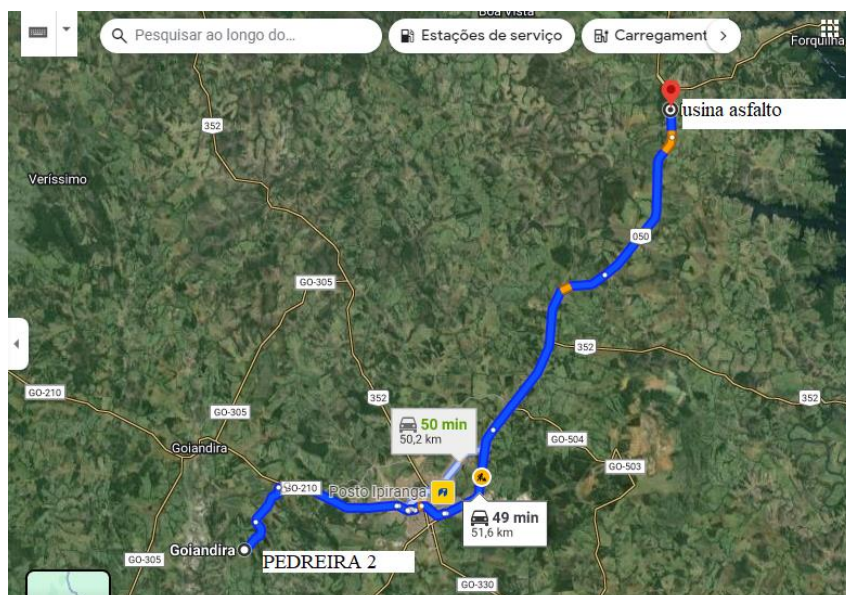 Boa Vista
Pesquisar ao longo do...
Estações de serviço
Carregament
Forquilha
usina asfalto
352
Veríssimo
050
GO-305
GO-305
352
GO-210
GO-305
352
352
50 min
50,2 km
GO-504
Goiandira
GO-503
GO-210
Posto Ipiranga
49 min
51,6 km
Goiandira
PEDREIRA 2
GO-305
GO-330